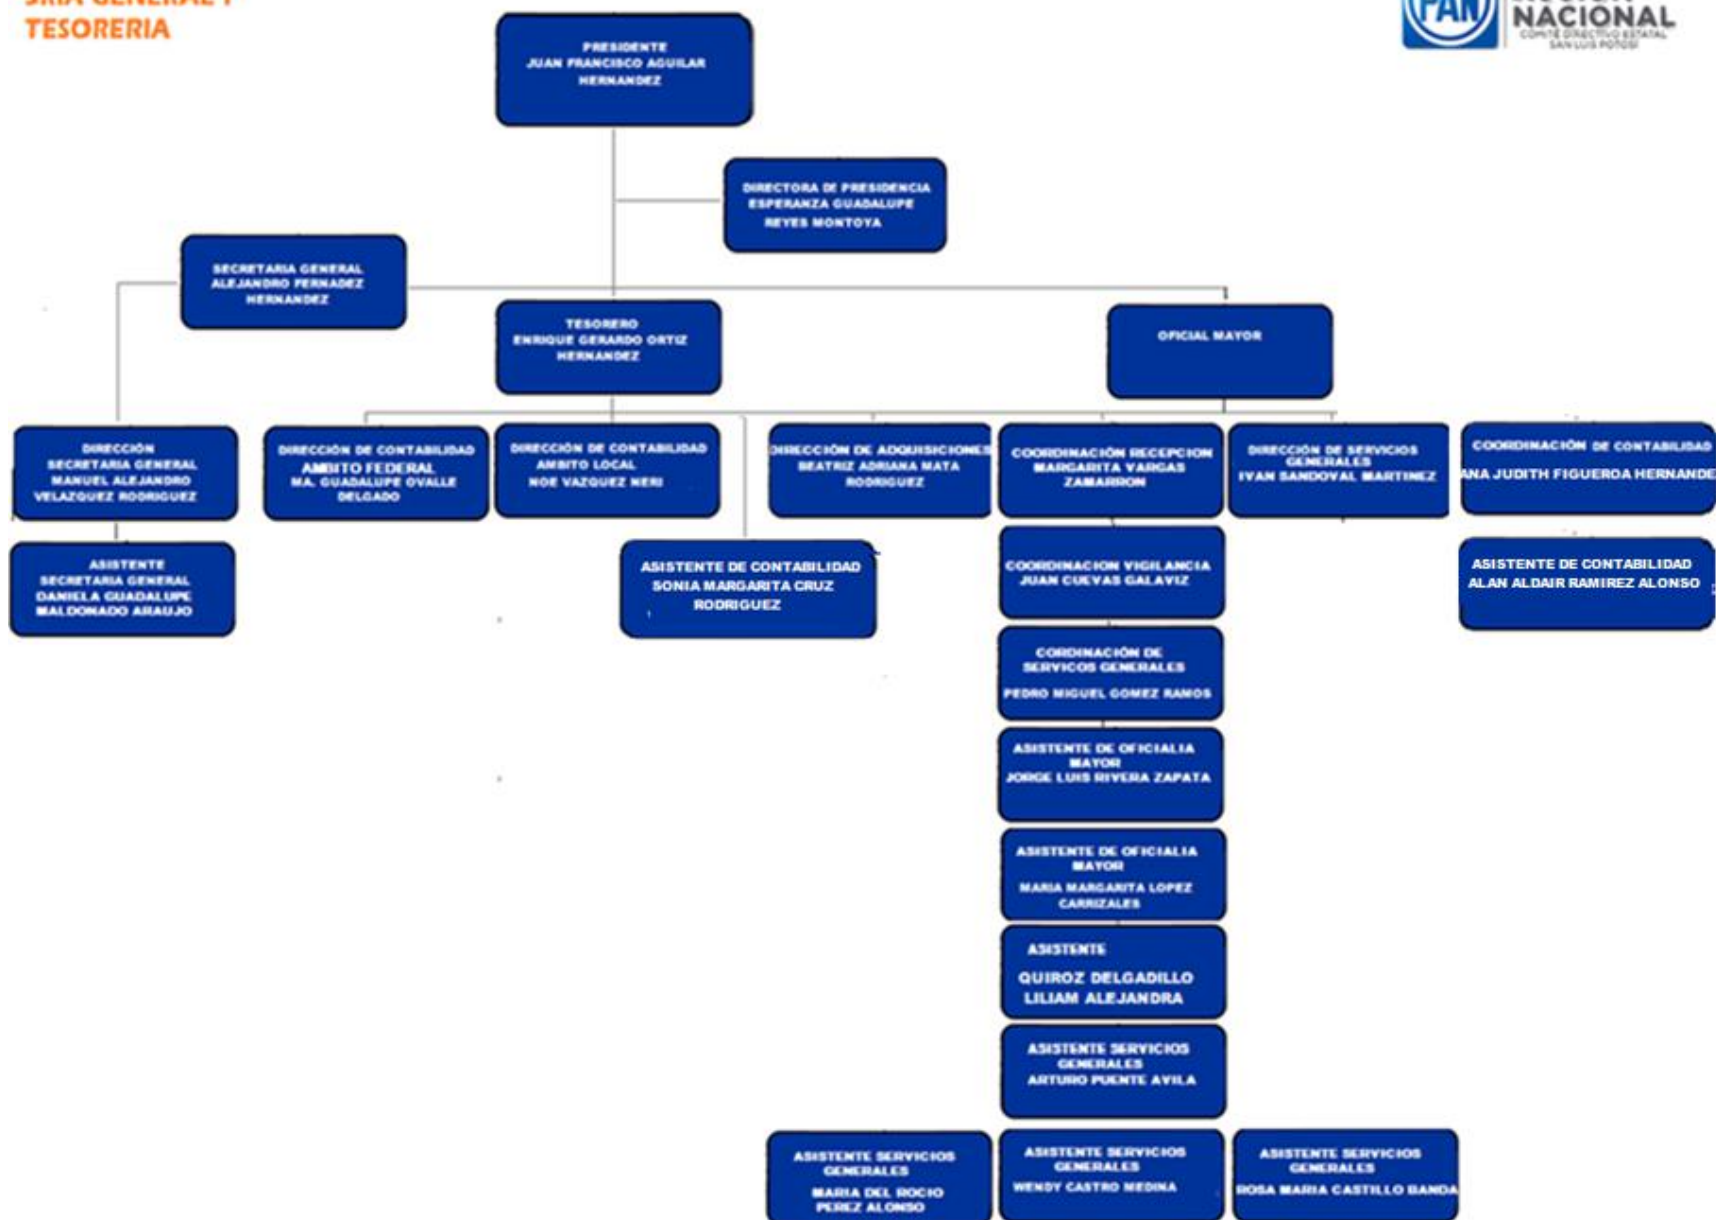 TESORERIA
PAN
NACIONAL
COMITÉ DIRECTIVO ESTATAL
SAN LUIS POTOSÍ
PRESIDENTE
JUAN FRANCISCO AGUILAR
HERNANDEZ
DIRECTORA DE PRESIDENCIA
ESPERANZA GUADALUPE
REYES MONTOYA
SECRETARIA GENERAL
ALEJANDRO FERNADEZ
HERNANDEZ
TESORERO
ENRIQUE GERARDO ORTIZ
HERNANDEZ
OFICIAL MAYOR
DIRECCIÓN
SECRETARIA GENERAL
MANUEL ALEJANDRO
VELAZQUEZ RODRIGUEZ
DIRECCIÓN DE CONTABILIDAD
AMBITO FEDERAL
MA. GUADALUPE OVALLE
DELGADO
DIRECCIÓN DE CONTABILIDAD
AMBITO LOCAL
NOE VAZQUEZ NERI
DIRECCIÓN DE ADQUISICIONES
BEATRIZ ADRIANA MATA
RODRIGUEZ
COORDINACIÓN RECEPCION
MARGARITA VARGAS
ZAMARRON
DIRECCIÓN DE SERVICIOS
GENERALES
IVAN SANDOVAL MARTINEZ
COORDINACIÓN DE CONTABILIDAD
ANA JUDITH FIGUEROA HERNANDE
ASISTENTE
SECRETARIA GENERAL
DANIELA GUADALUPE
MALDONADO ARAUJO
ASISTENTE DE CONTABILIDAD
SONIA MARGARITA CRUZ
RODRIGUEZ
COORDINACION VIGILANCIA
JUAN CUEVAS GALAVIZ
ASISTENTE DE CONTABILIDAD
ALAN ALDAIR RAMIREZ ALONSO
CORDINACIÓN DE
SERVICOS GENERALES
PEDRO MIGUEL GOMEZ RAMOS
ASISTENTE DE OFICIALIA
MAYOR
JORGE LUIS RIVERA ZAPATA
ASISTENTE DE OFICIALIA
MAYOR
MARIA MARGARITA LOPEZ
CARRIZALES
ASISTENTE
QUIROZ DELGADILLO
LILIAM ALEJANDRA
ASISTENTE SERVICIOS
GENERALES
ARTURO PUENTE AVILA
ASISTENTE SERVICIOS
GENERALES
MARIA DEL ROCIO
PEREZ ALONSO
ASISTENTE SERVICIOS
GENERALES
WENDY CASTRO MEDINA
ASISTENTE SERVICIOS
GENERALES
ROSA MARIA CASTILLO BANDA